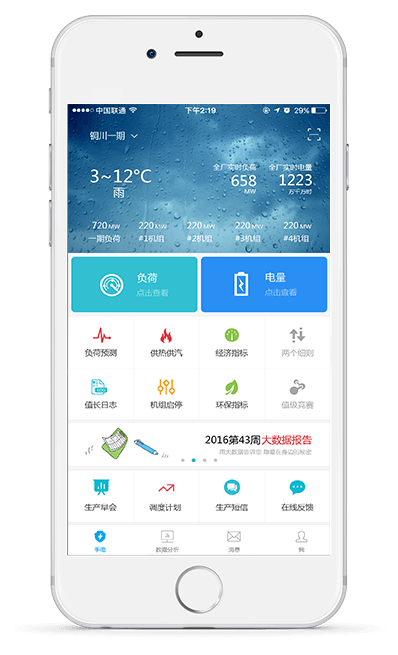 中国联通 下午2:19 29%
铜川一期
3~12°C
雨
全厂实时负荷 全厂实时电量
658 1223
MW 万千瓦时
720 MW 220 MW 220 MW 220 MW 220 MW
一期负荷 #1机组 #2机组 #3机组 #4机组
负荷 电量
点击查看 点击查看
负荷预测 供热供汽 经济指标 两个细则
LOG
值长日志 机组启停 环保指标 值级竞赛
2016第43周大数据报告
用大数据告诉您 隐藏在身边的秘密
生产早会 调度计划 生产短信 在线反馈
数据分析 消息 我